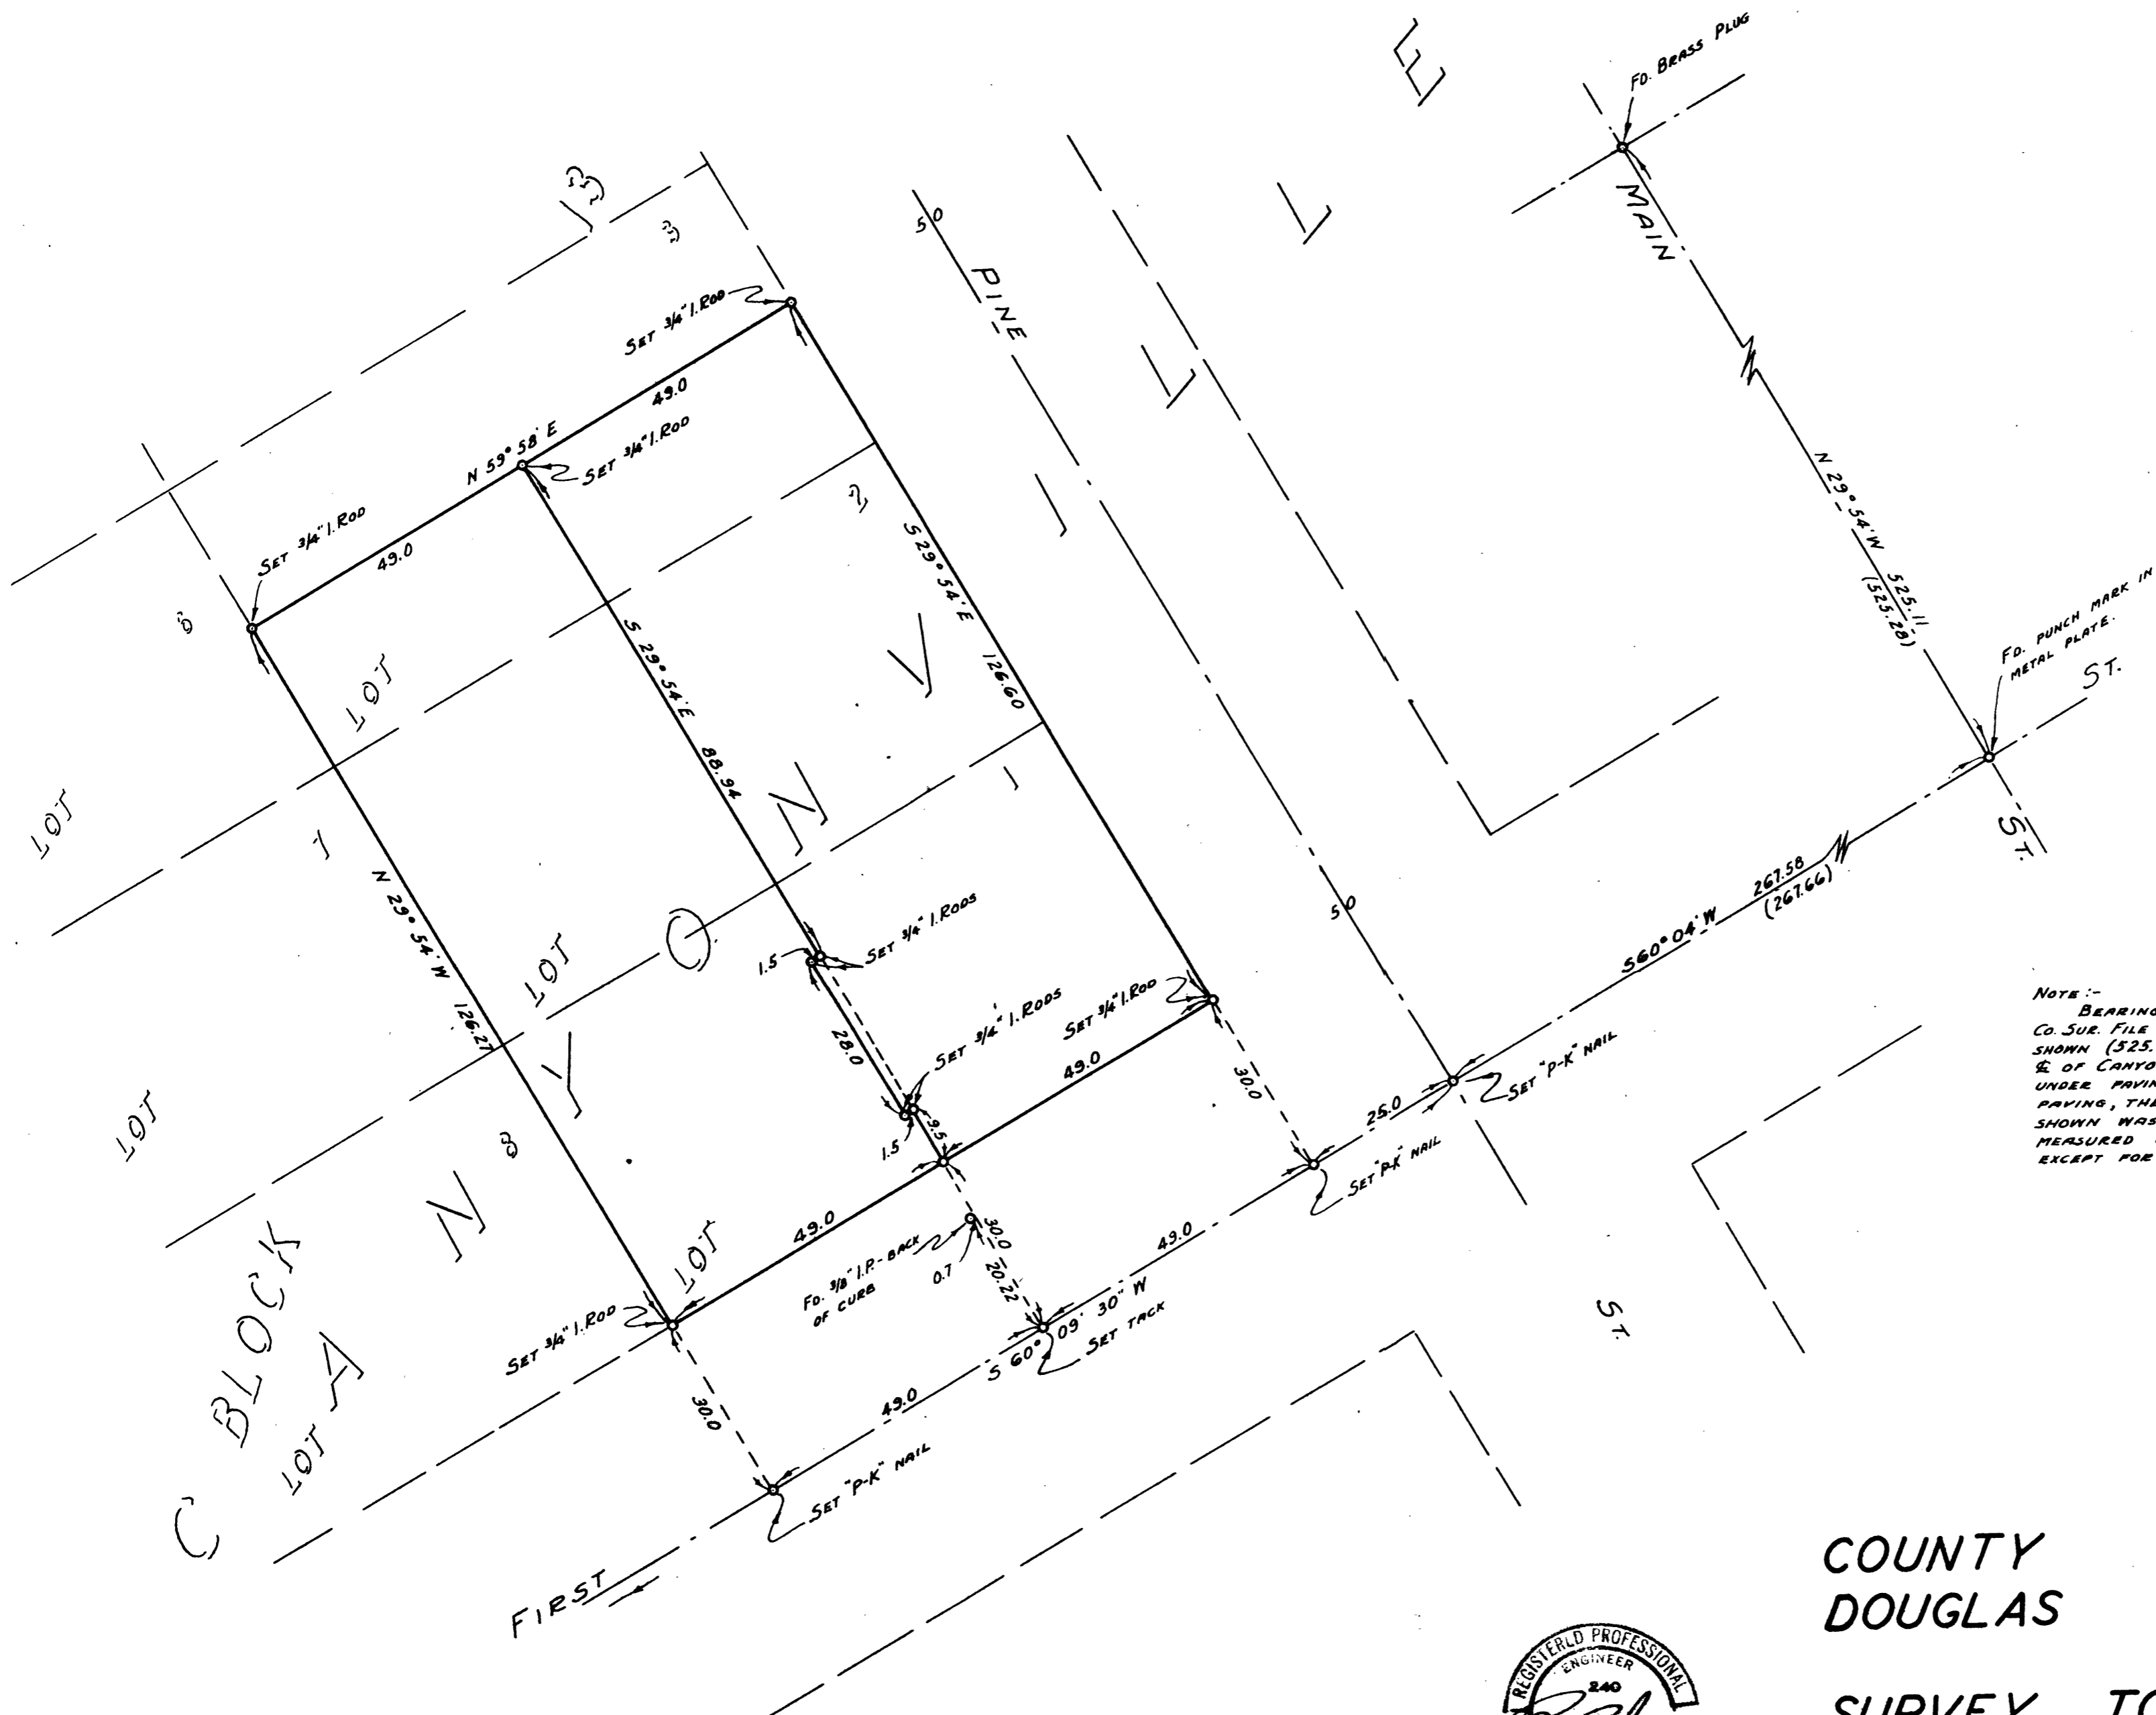 FD. BRASS PLUG
MAIN
N 29° 54' W 525.11
(525.28)
FD. PUNCH MARK IN
METAL PLATE.
ST.
ST.
267.58
(267.66)
S 60° 04' W
13
3
50
PINE
SET 3/4" I. ROD
49.0
N 59° 58' E
SET 3/4" I. ROD
SET 3/4" I. ROD
49.0
2
S 29° 54' E 126.60
S 29° 54' E 88.94
N 29° 54' W 126.27
6
LOT
LOT
7
1
LOT
LOT
8
LOT
BLOCK
LOT
C A N Y O N V I L L E
1.5
SET 3/4" I. RODS
28.0
SET 3/4" I. RODS
1.5
9.5
SET 3/4" I. ROD
49.0
50
30.0
25.0
SET "P-K" NAIL
SET "P-K" NAIL
49.0
FD. 3/8" I.P. - BACK
OF CURB
0.7
30.0
20.22
49.0
S 60° 09' 30" W
SET TACK
SET 3/4" I. ROD
30.0
49.0
SET "P-K" NAIL
FIRST
ST.
NOTE :-
BEARING
CO. SUR. FILE
SHOWN (525.
℄ OF CANYO
UNDER PAVIN
PAVING, THE
SHOWN WAS
MEASURED
EXCEPT FOR
COUNTY
DOUGLAS
SURVEY TO
REGISTERED PROFESSIONAL
ENGINEER
240